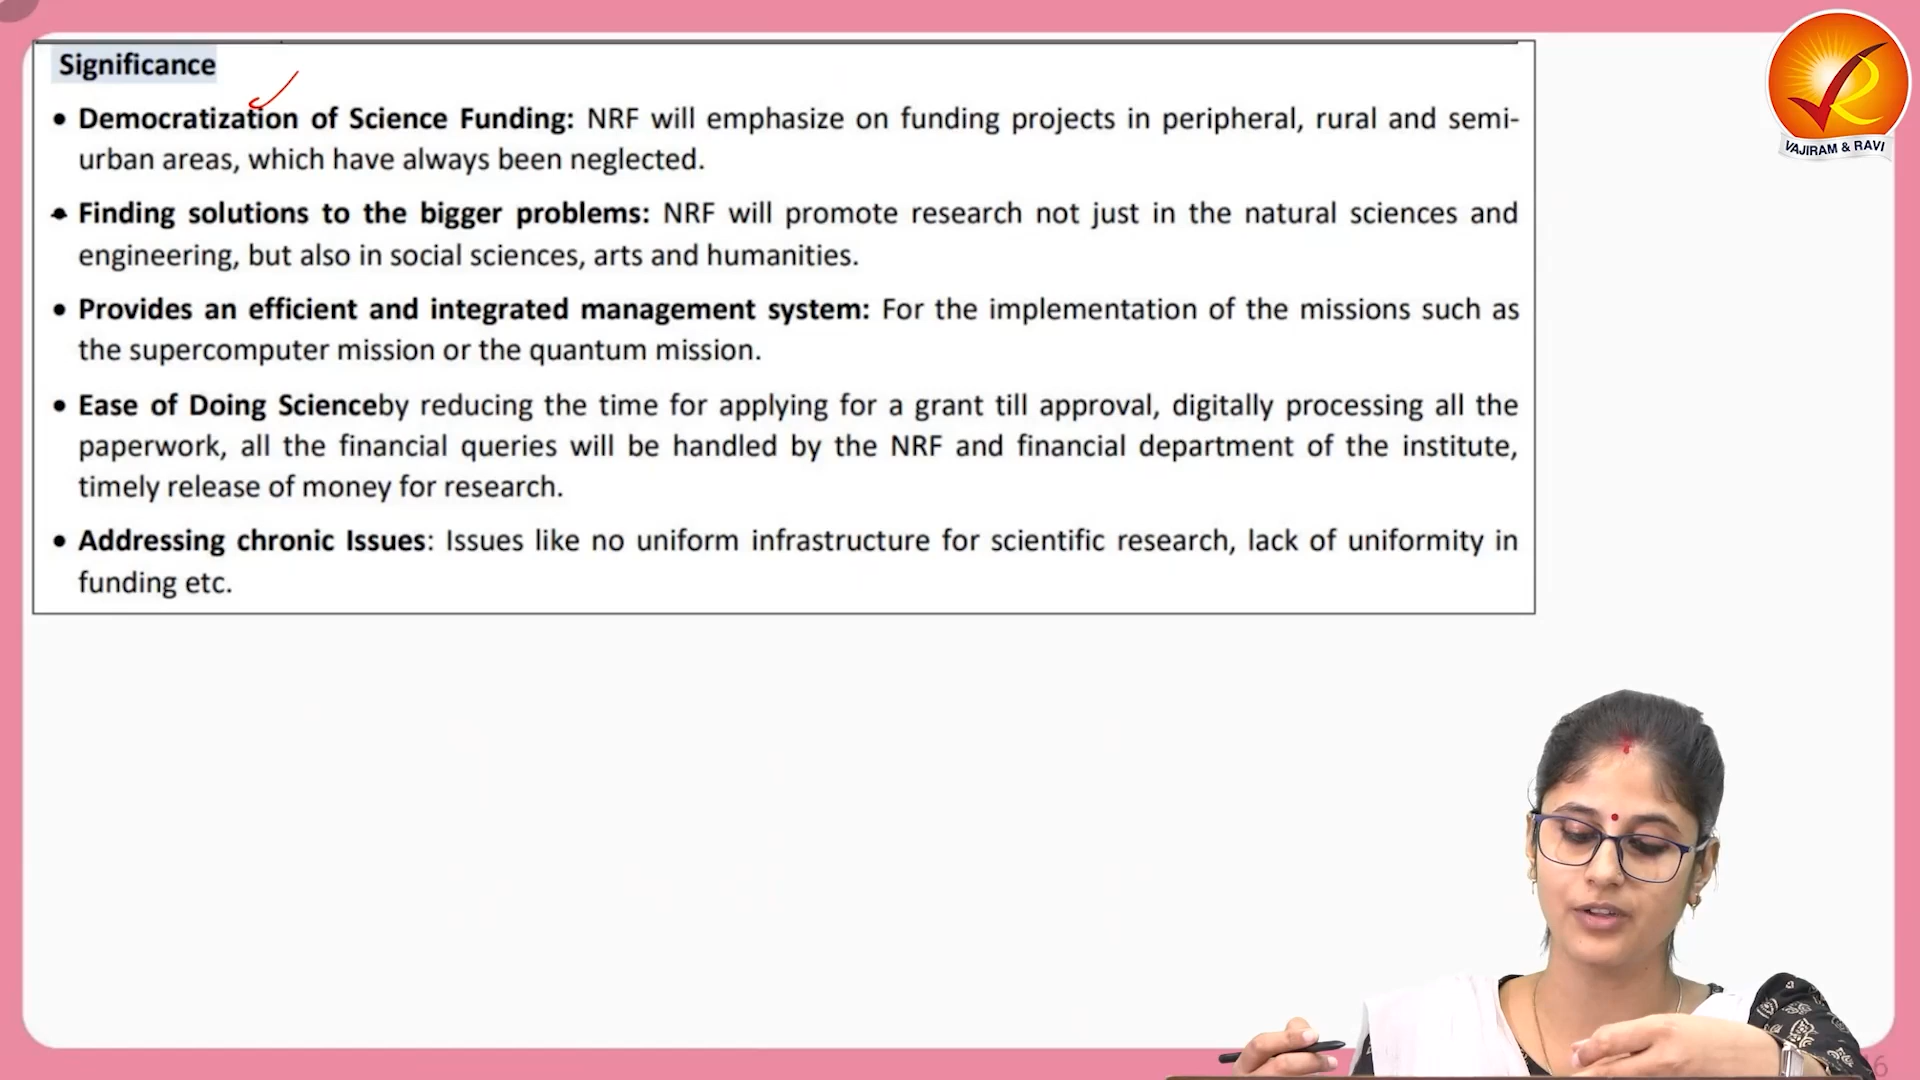 Significance
• Democratization of Science Funding: NRF will emphasize on funding projects in peripheral, rural and semi-
urban areas, which have always been neglected.
• Finding solutions to the bigger problems: NRF will promote research not just in the natural sciences and
engineering, but also in social sciences, arts and humanities.
• Provides an efficient and integrated management system: For the implementation of the missions such as
the supercomputer mission or the quantum mission.
• Ease of Doing Scienceby reducing the time for applying for a grant till approval, digitally processing all the
paperwork, all the financial queries will be handled by the NRF and financial department of the institute,
timely release of money for research.
• Addressing chronic Issues: Issues like no uniform infrastructure for scientific research, lack of uniformity in
funding etc.
VAJIRAM & RAVI